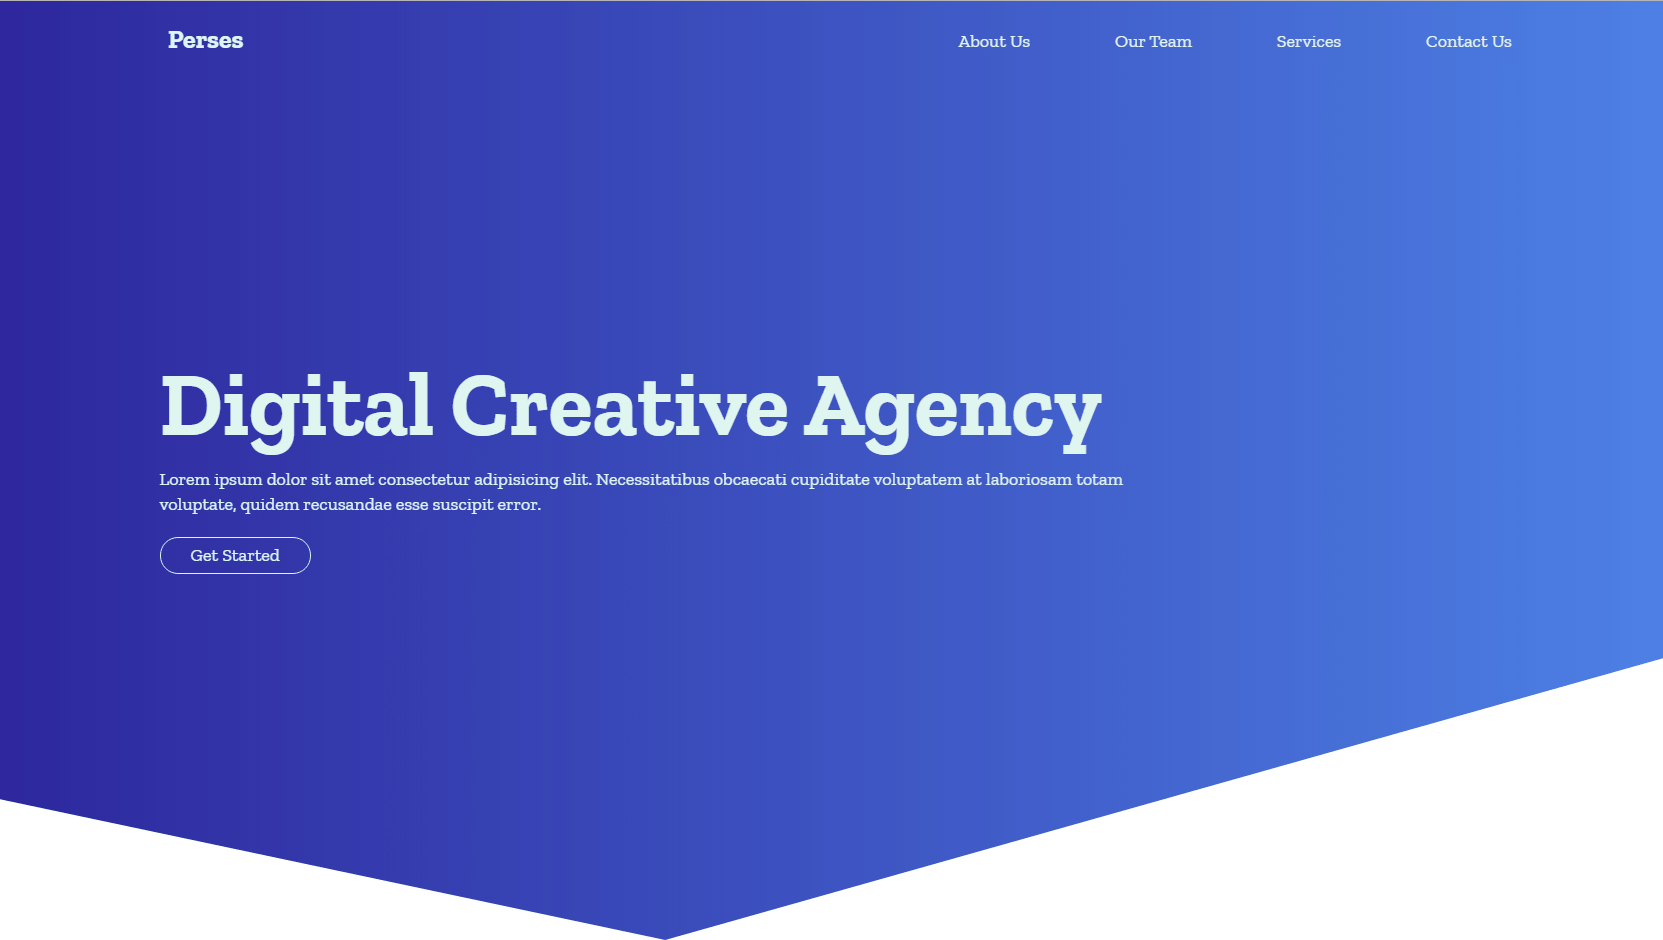 Perses
About Us
Our Team
Services
Contact Us
Digital Creative Agency
Lorem ipsum dolor sit amet consectetur adipisicing elit. Necessitatibus obcaecati cupiditate voluptatem at laboriosam totam
voluptate, quidem recusandae esse suscipit error.
Get Started